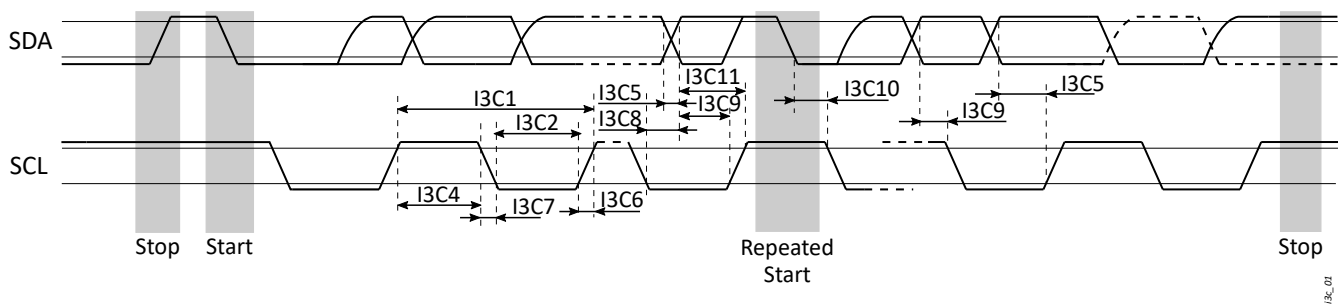 SDA
I3C11
I3C1
I3C5
I3C10
I3C5
I3C9
I3C2
I3C8
I3C9
SCL
I3C4
I3C7
I3C6
Stop
Start
Repeated
Start
Stop
I3c_01